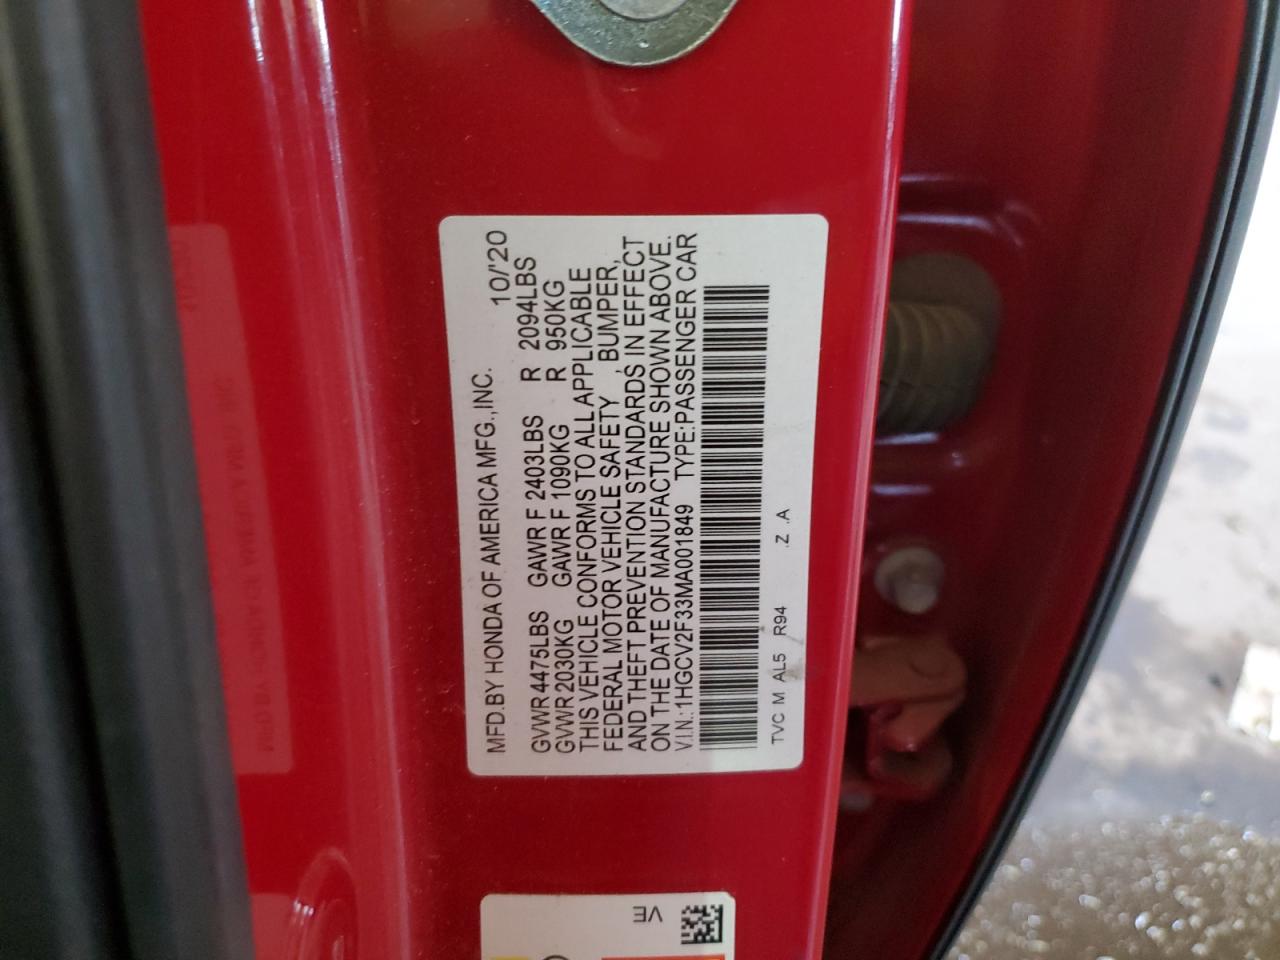 MFD.BY HONDA OF AMERICA MFG.,INC. 10/'20
GVWR 4475LBS GAWR F 2403LBS R 2094LBS
GVWR 2030KG GAWR F 1090KG R 950KG
THIS VEHICLE CONFORMS TO ALL APPLICABLE
FEDERAL MOTOR VEHICLE SAFETY ,BUMPER,
AND THEFT PREVENTION STANDARDS IN EFFECT
ON THE DATE OF MANUFACTURE SHOWN ABOVE.
V.I.N.:1HGCV2F33MA001849 TYPE:PASSENGER CAR
TVC M AL5 R94 .Z .A
VE